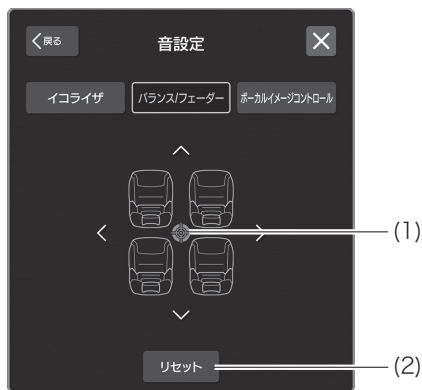 戻る
音設定
イコライザ
バランス/フェーダー
ボーカルイメージコントロール
(1)
リセット
(2)